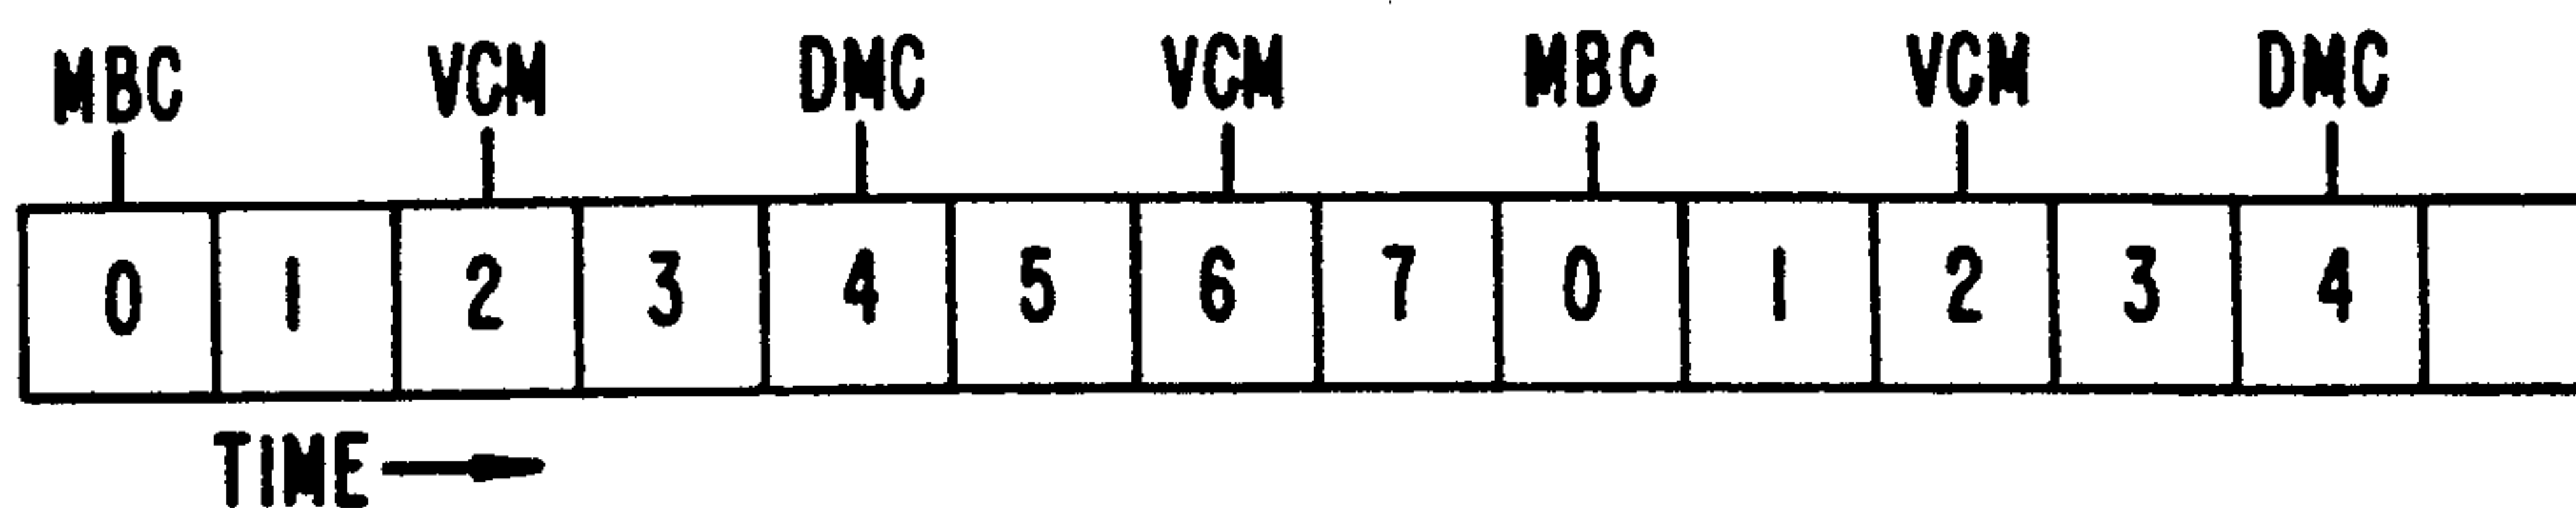 MBC VCM DMC VCM MBC VCM DMC
0 1 2 3 4 5 6 7 0 1 2 3 4
TIME